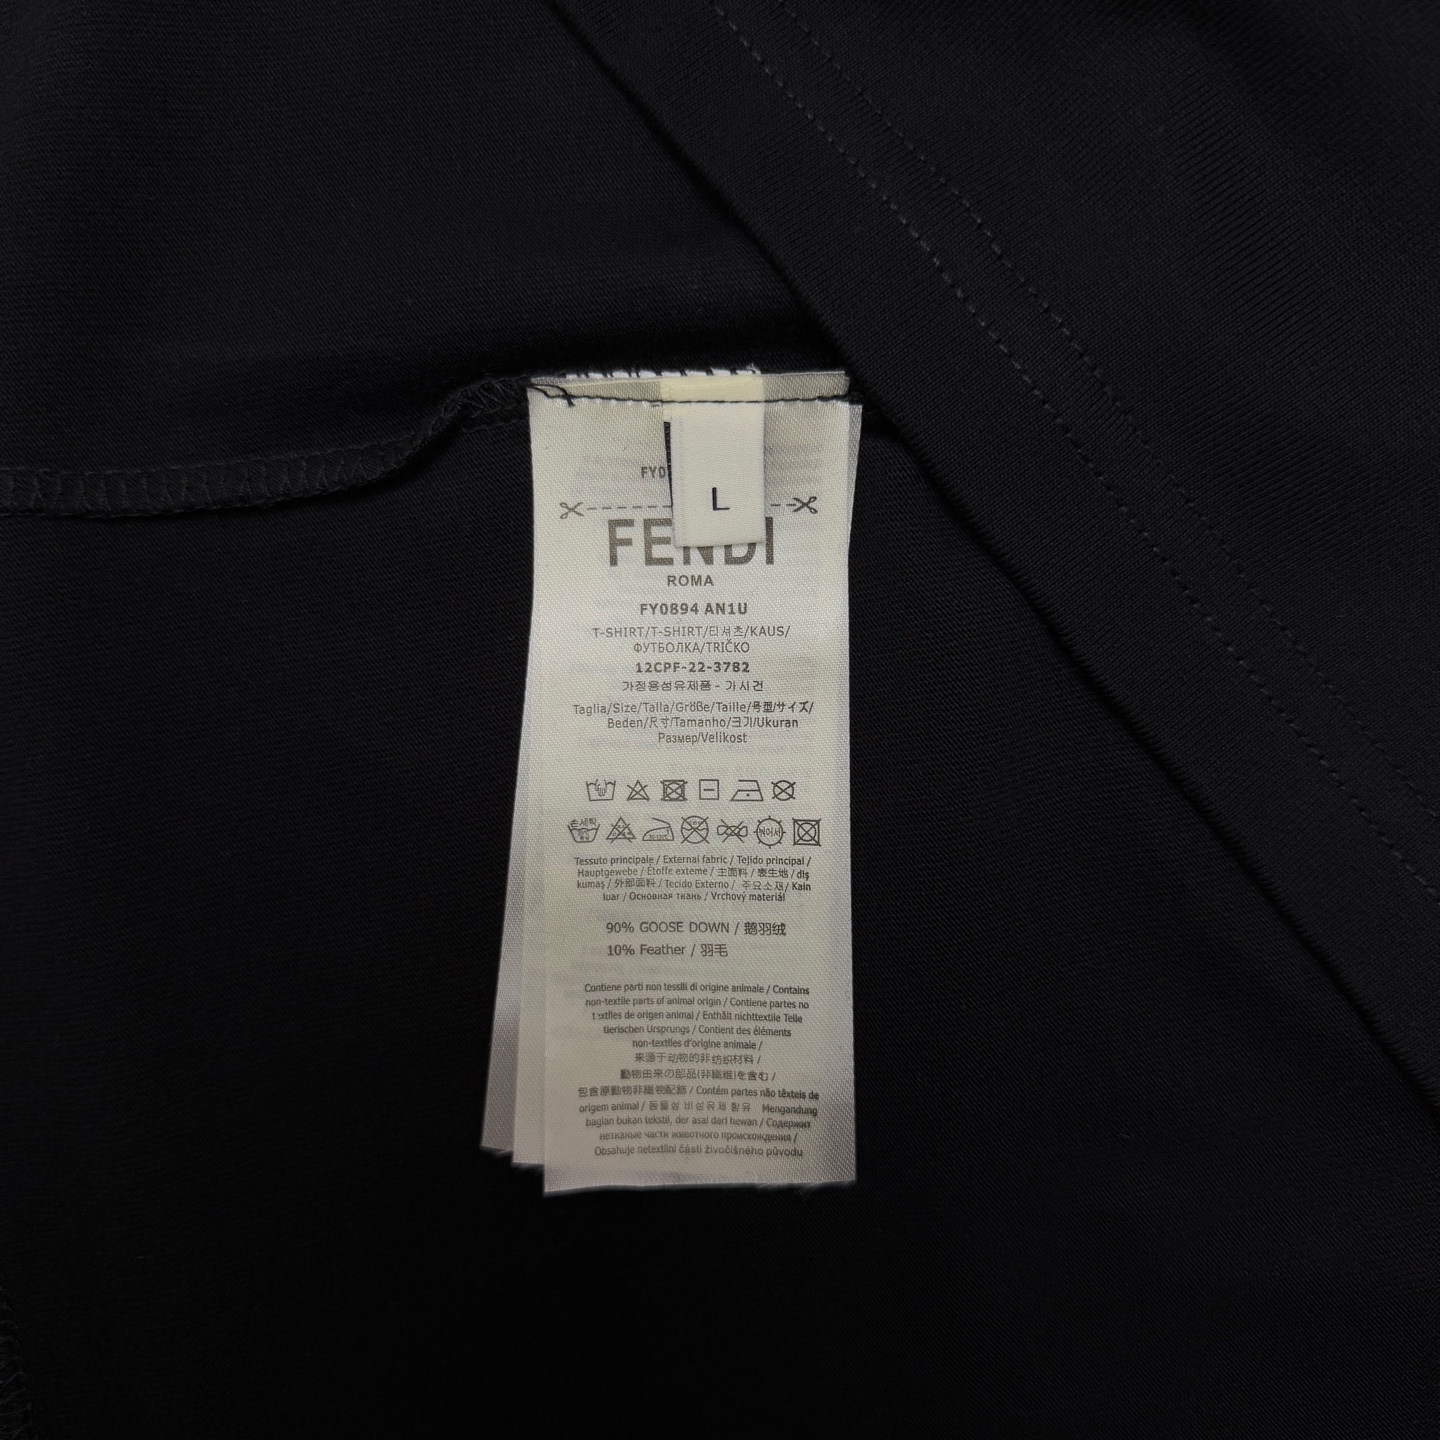 FY0
L
FENDI
ROMA
FY0894 AN1U
T-SHIRT/T-SHIRT/티셔츠/KAUS/
ФУТБОЛКА/TRIČKO
12CPF-22-3782
가정용섬유제품 - 가시건
Taglia/Size/Talla/Größe/Taille/号型/サイズ/
Beden/尺寸/Tamanho/크기/Ukuran
Размер/Velikost
손세탁
Tessuto principale / External fabric / Tejido principal /
Hauptgewebe / Étoffe exteme / 主面料 / 表生地 / dış
kumaş / 外部面料 / Tecido Externo / 주요소재/ Kain
luar / Основная ткань / Vrchový materiál
90% GOOSE DOWN / 鹅羽绒
10% Feather / 羽毛
Contiene parti non tessili di origine animale / Contains
non-textile parts of animal origin / Contiene partes no
textiles de origen animal / Enthält nichttextile Teile
tierischen Ursprungs / Contient des éléments
non-textiles d'origine animale /
来源于动物的非纺织材料 /
動物由来の部品(非繊維)を含む /
包含原動物非纖物配飾 / Contém partes não têxteis de
origem animal / 동물성 비섬유제 함유 Mengandung
bagian bukan tekstil, der asal dari hewan / Содержит
нетканые части животного происхождения /
Obsahuje netextilní části živočišného původu